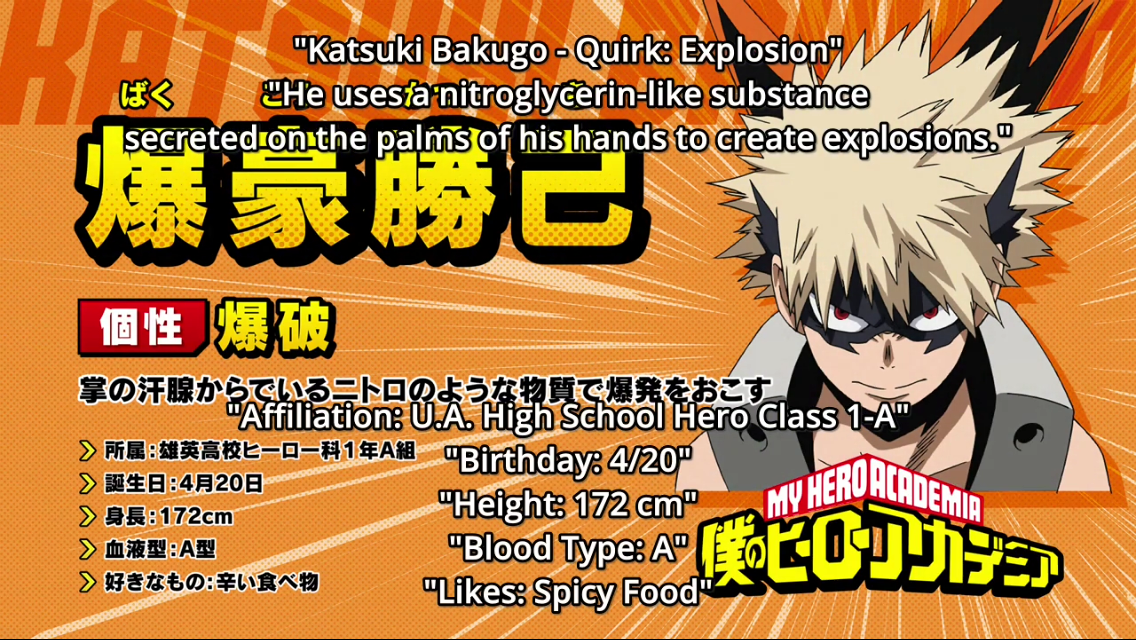 KATSUKI BAKUGO
"Katsuki Bakugo - Quirk: Explosion"
ばく
"He uses a nitroglycerin-like substance
secreted on the palms of his hands to create explosions."
爆豪勝己
個性 爆破
掌の汗腺からでているニトロのような物質で爆発をおこす
"Affiliation: U.A. High School Hero Class 1-A"
所属:雄英高校ヒーロー科1年A組
"Birthday: 4/20"
誕生日:4月20日
"Height: 172 cm"
身長:172cm
"Blood Type: A"
血液型:A型
"Likes: Spicy Food"
好きなもの:辛い食べ物
MY HERO ACADEMIA
僕のヒーローアカデミア